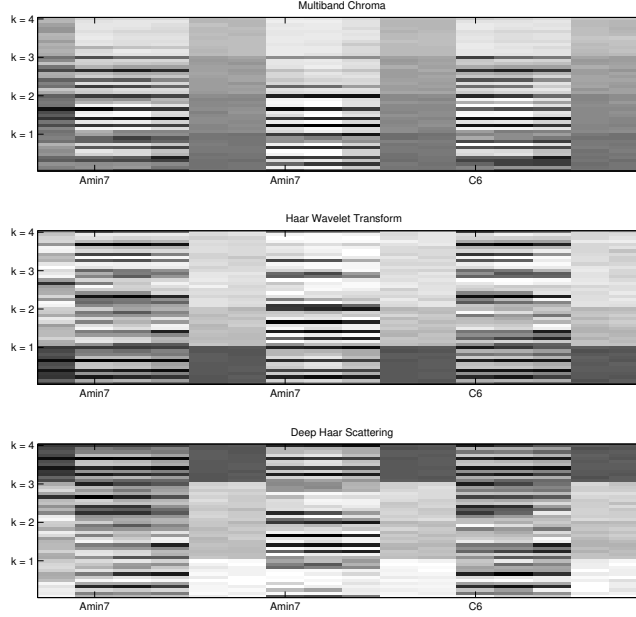 Multiband Chroma
k = 4
k = 3
k = 2
k = 1
Amin7 Amin7 C6
Haar Wavelet Transform
k = 4
k = 3
k = 2
k = 1
Amin7 Amin7 C6
Deep Haar Scattering
k = 4
k = 3
k = 2
k = 1
Amin7 Amin7 C6